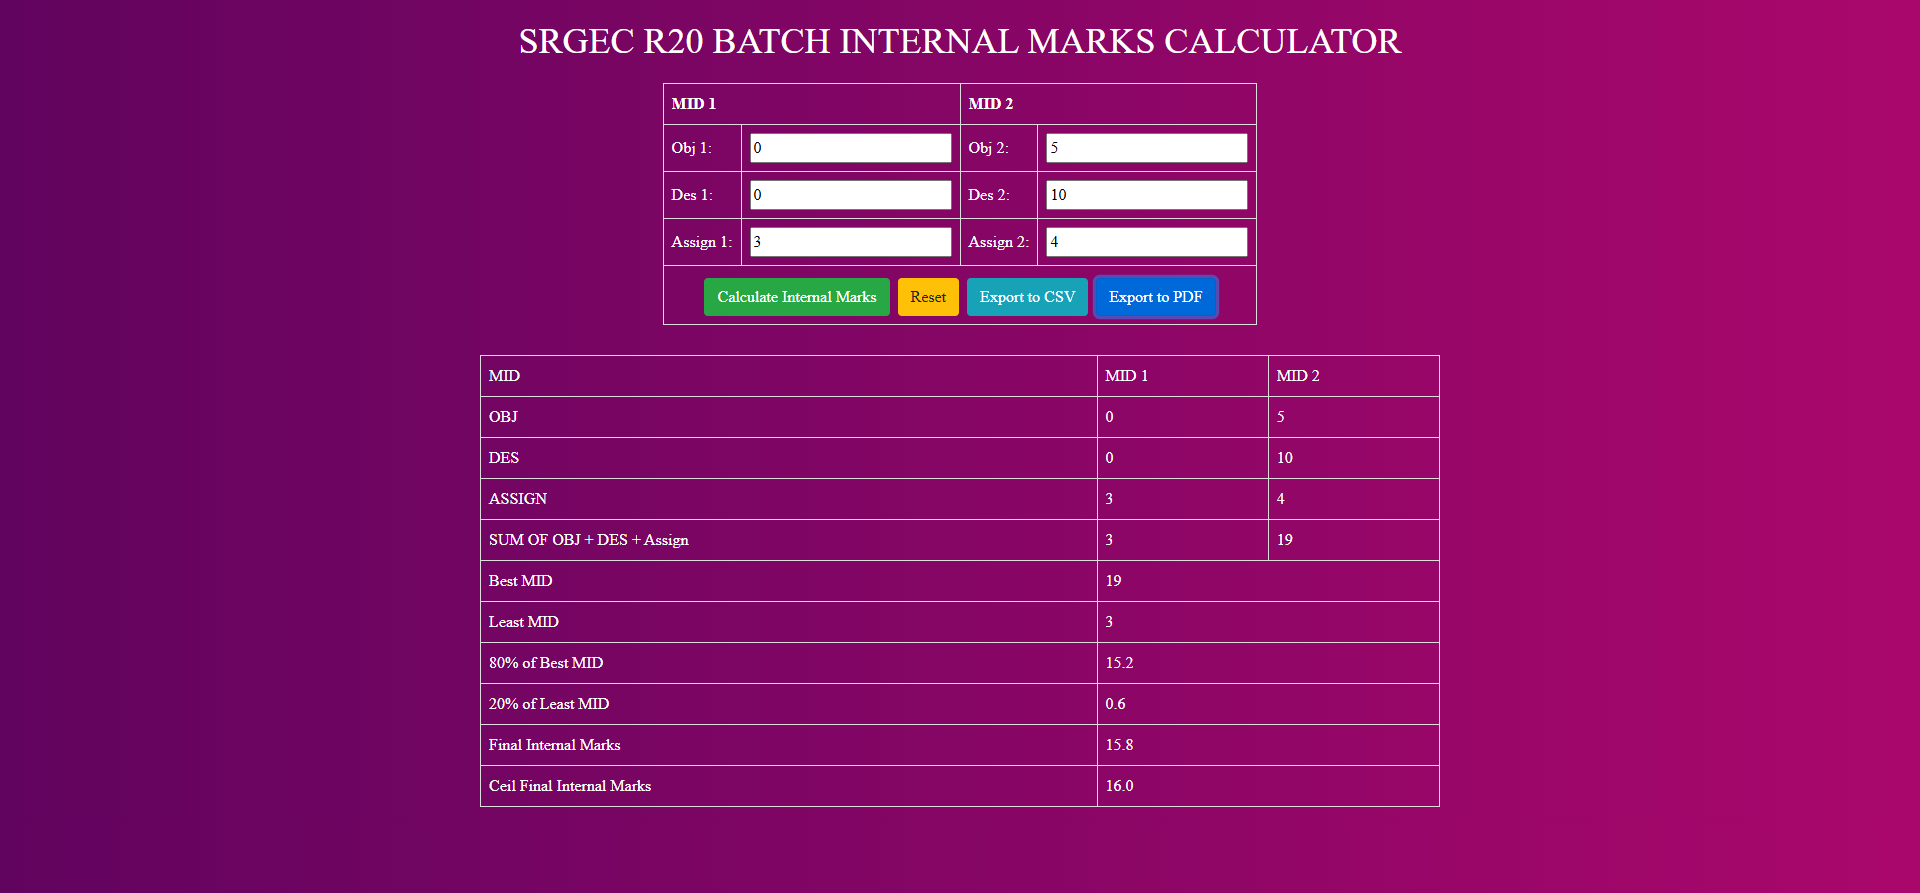 SRGEC R20 BATCH INTERNAL MARKS CALCULATOR
MID 1 MID 2
Obj 1: 0 Obj 2: 5
Des 1: 0 Des 2: 10
Assign 1: 3 Assign 2: 4
Calculate Internal Marks Reset Export to CSV Export to PDF
MID MID 1 MID 2
OBJ 0 5
DES 0 10
ASSIGN 3 4
SUM OF OBJ + DES + Assign 3 19
Best MID 19
Least MID 3
80% of Best MID 15.2
20% of Least MID 0.6
Final Internal Marks 15.8
Ceil Final Internal Marks 16.0